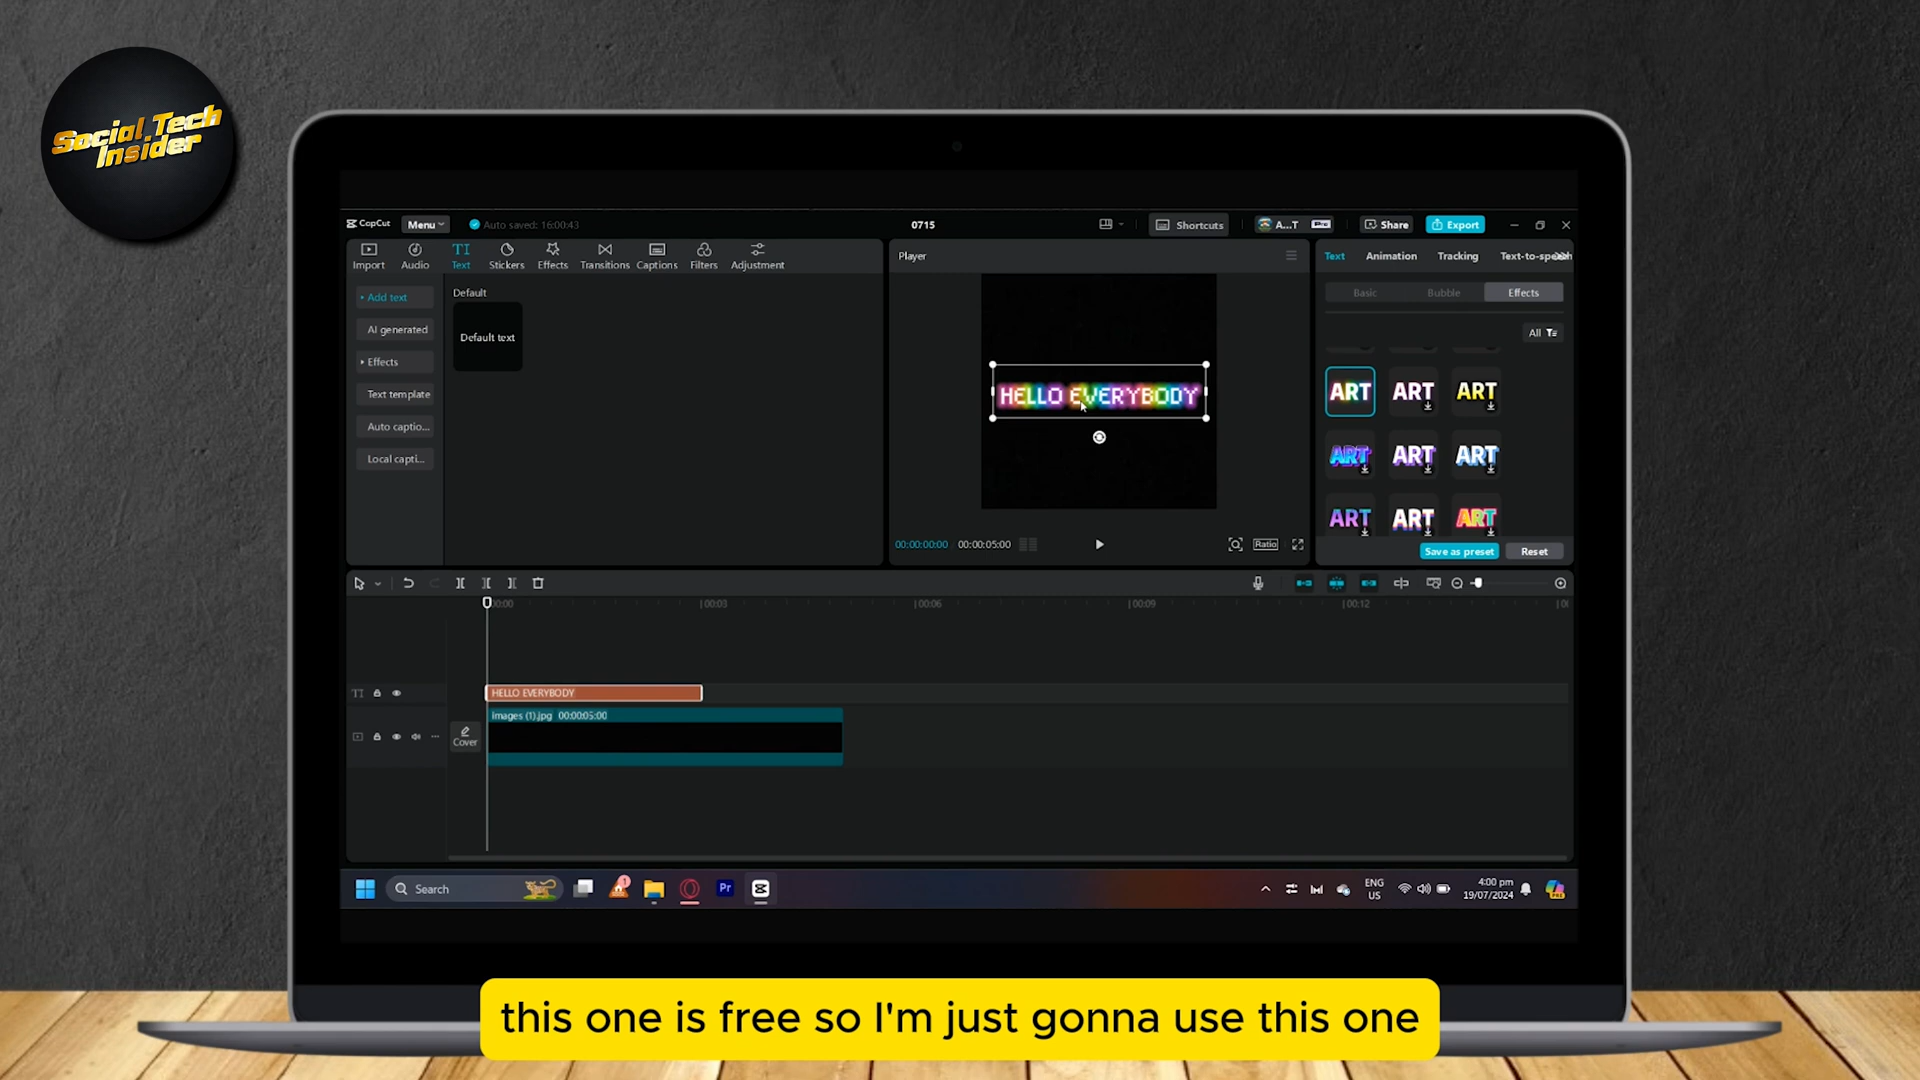 Social Tech
Insider
CapCut
Menu
Auto saved: 16:00:43
0715
Shortcuts
A...T
Pro
Share
Export
Import
Audio
TI
Text
Stickers
Effects
Transitions
Captions
Filters
Adjustment
Add text
AI generated
Effects
Text template
Auto captio...
Local capti...
Default
Default text
Player
HELLO EVERYBODY
00:00:00:00
00:00:05:00
Ratio
Text
Animation
Tracking
Text-to-speech
Basic
Bubble
Effects
All
ART
ART
ART
ART
ART
ART
ART
ART
ART
Save as preset
Reset
00:00
00:03
00:06
00:09
00:12
TI
HELLO EVERYBODY
images (1).jpg 00:00:05:00
Cover
Search
1
Pr
ENG
US
4:00 pm
19/07/2024
this one is free so I'm just gonna use this one